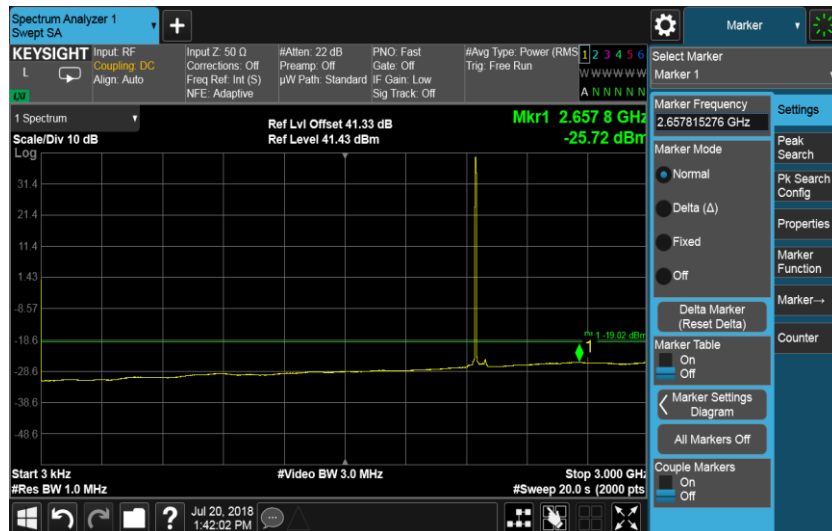 Spectrum Analyzer 1
Swept SA
Marker
KEYSIGHT
L
LXI
Input: RF
Coupling: DC
Align: Auto
Input Z: 50 Ω
Corrections: Off
Freq Ref: Int (S)
NFE: Adaptive
#Atten: 22 dB
Preamp: Off
µW Path: Standard
PNO: Fast
Gate: Off
IF Gain: Low
Sig Track: Off
#Avg Type: Power (RMS
Trig: Free Run
1 2 3 4 5 6
W W W W W W
A N N N N N
Select Marker
Marker 1
1 Spectrum
Scale/Div 10 dB
Ref Lvl Offset 41.33 dB
Ref Level 41.43 dBm
Mkr1 2.657 8 GHz
-25.72 dBm
Log
31.4
21.4
11.4
1.43
-8.57
-18.6
-28.6
-38.6
-48.6
DL1 -19.02 dBm
1
Start 3 kHz
#Res BW 1.0 MHz
#Video BW 3.0 MHz
Stop 3.000 GHz
#Sweep 20.0 s (2000 pts
Marker Frequency
2.657815276 GHz
Marker Mode
Normal
Delta (Δ)
Fixed
Off
Delta Marker
(Reset Delta)
Marker Table
On
Off
Marker Settings
Diagram
All Markers Off
Couple Markers
On
Off
Settings
Peak
Search
Pk Search
Config
Properties
Marker
Function
Marker→
Counter
?
Jul 20, 2018
1:42:02 PM